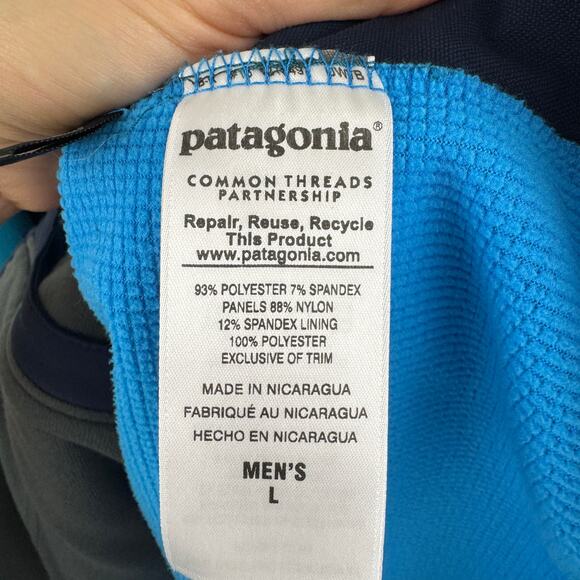 patagonia®
COMMON THREADS
PARTNERSHIP
Repair, Reuse, Recycle
This Product
www.patagonia.com
93% POLYESTER 7% SPANDEX
PANELS 88% NYLON
12% SPANDEX LINING
100% POLYESTER
EXCLUSIVE OF TRIM
MADE IN NICARAGUA
FABRIQUÉ AU NICARAGUA
HECHO EN NICARAGUA
MEN'S
L